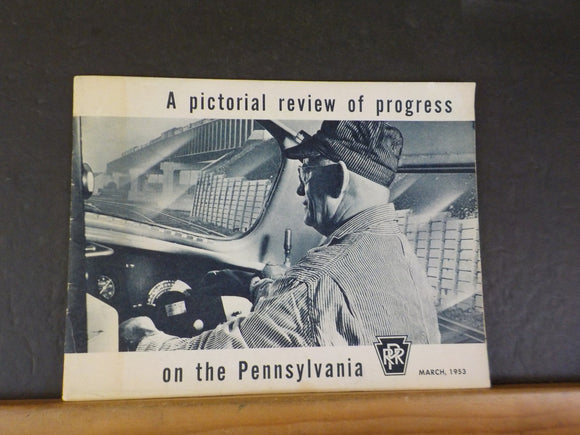 A pictorial review of progress
on the Pennsylvania
PRR
MARCH, 1953